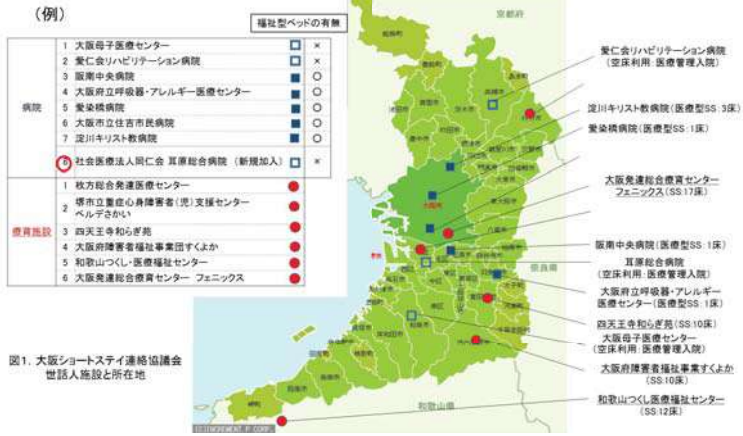 (例)
福祉型ベッドの有無
病院
1 大阪母子医療センター ×
2 愛仁会リハビリテーション病院 ×
3 阪南中央病院 ○
4 大阪府立呼吸器・アレルギー医療センター ○
5 愛染橋病院 ○
6 大阪市立住吉市民病院 ○
7 淀川キリスト教病院 ○
8 社会医療法人同仁会 耳原総合病院 (新規加入) ×
療育施設
1 枚方総合発達医療センター
2 堺市立重症心身障害者(児)支援センター
ベルデさかい
3 四天王寺和らぎ苑
4 大阪府障害者福祉事業団すくよか
5 和歌山つくし・医療福祉センター
6 大阪発達総合療育センター フェニックス
図1. 大阪ショートステイ連絡協議会
世話人施設と所在地
京都府
奈良県
和歌山県
大阪市
愛仁会リハビリテーション病院
(空床利用:医療管理入院)
淀川キリスト教病院(医療型SS:3床)
愛染橋病院(医療型SS:1床)
大阪発達総合療育センター
フェニックス(SS:17床)
阪南中央病院(医療型SS:1床)
耳原総合病院
(空床利用:医療管理入院)
大阪府立呼吸器・アレルギー
医療センター(医療型SS:1床)
四天王寺和らぎ苑(SS:10床)
大阪母子医療センター
(空床利用:医療管理入院)
大阪府障害者福祉事業すくよか
(SS:10床)
和歌山つくし医療福祉センター
(SS:12床)